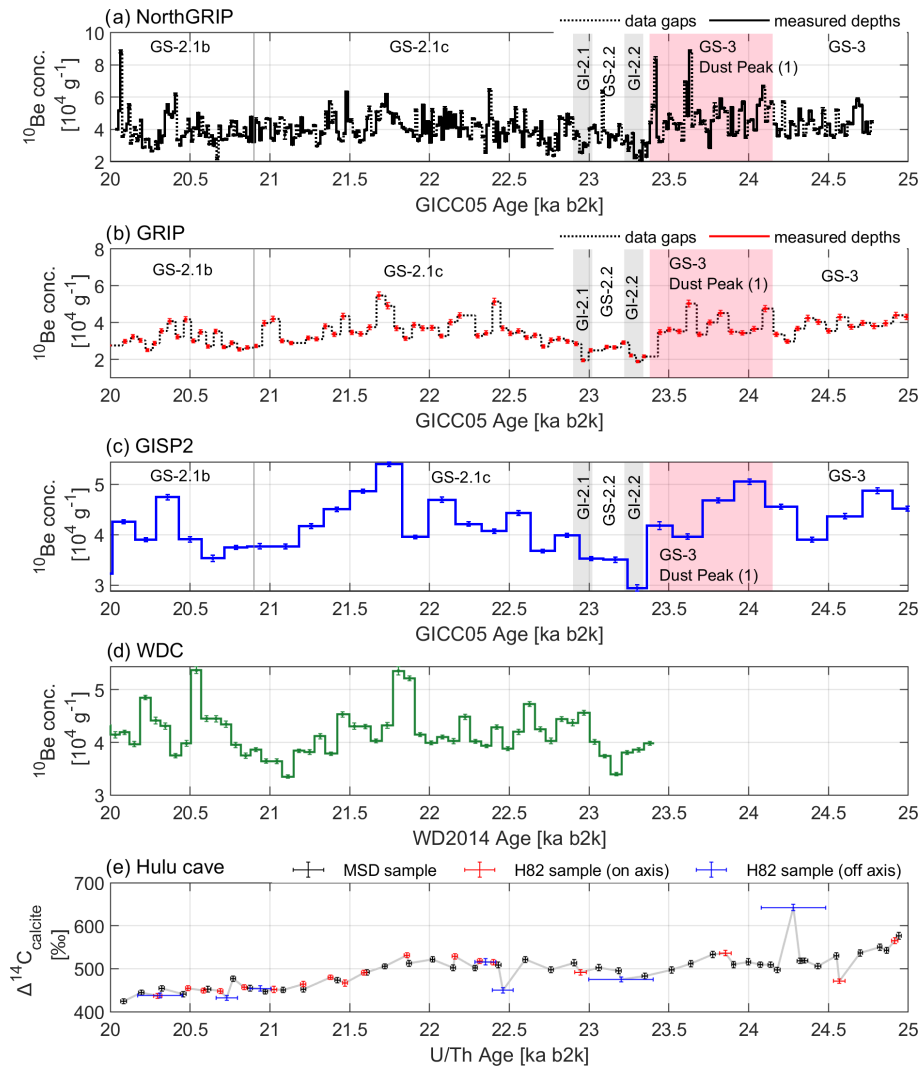 (a) NorthGRIP
data gaps
measured depths
10
8
6
4
2
¹⁰Be conc.
[10⁴ g⁻¹]
GS-2.1b
GS-2.1c
GI-2.1
GS-2.2
GI-2.2
GS-3
Dust Peak (1)
GS-3
20 20.5 21 21.5 22 22.5 23 23.5 24 24.5 25
GICC05 Age [ka b2k]
(b) GRIP
data gaps
measured depths
8
6
4
2
¹⁰Be conc.
[10⁴ g⁻¹]
GS-2.1b
GS-2.1c
GI-2.1
GS-2.2
GI-2.2
GS-3
Dust Peak (1)
GS-3
20 20.5 21 21.5 22 22.5 23 23.5 24 24.5 25
GICC05 Age [ka b2k]
(c) GISP2
5
4
3
¹⁰Be conc.
[10⁴ g⁻¹]
GS-2.1b
GS-2.1c
GI-2.1
GS-2.2
GI-2.2
GS-3
Dust Peak (1)
GS-3
20 20.5 21 21.5 22 22.5 23 23.5 24 24.5 25
GICC05 Age [ka b2k]
(d) WDC
5
4
3
¹⁰Be conc.
[10⁴ g⁻¹]
20 20.5 21 21.5 22 22.5 23 23.5 24 24.5 25
WD2014 Age [ka b2k]
(e) Hulu cave
MSD sample
H82 sample (on axis)
H82 sample (off axis)
700
600
500
400
Δ¹⁴C calcite
[‰]
20 20.5 21 21.5 22 22.5 23 23.5 24 24.5 25
U/Th Age [ka b2k]